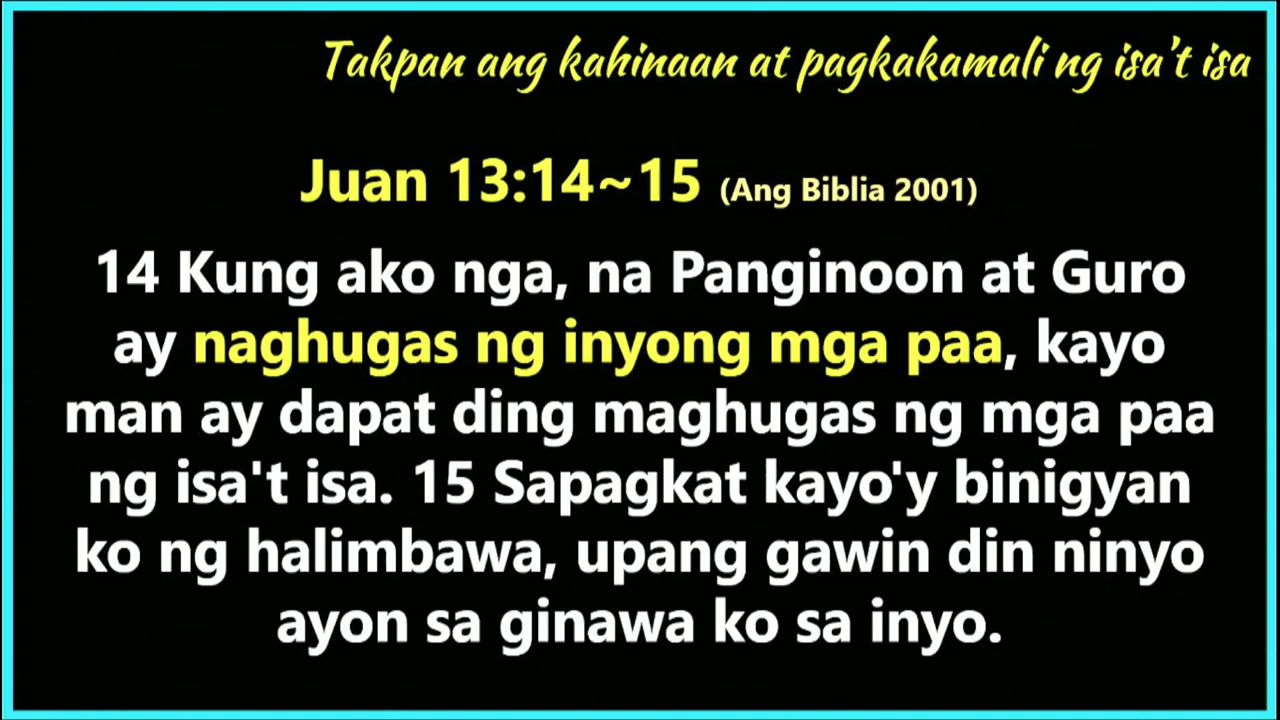 Takpan ang kahinaan at pagkakamali ng isa't isa
Juan 13:14~15 (Ang Biblia 2001)
14 Kung ako nga, na Panginoon at Guro
ay naghugas ng inyong mga paa, kayo
man ay dapat ding maghugas ng mga paa
ng isa't isa. 15 Sapagkat kayo'y binigyan
ko ng halimbawa, upang gawin din ninyo
ayon sa ginawa ko sa inyo.